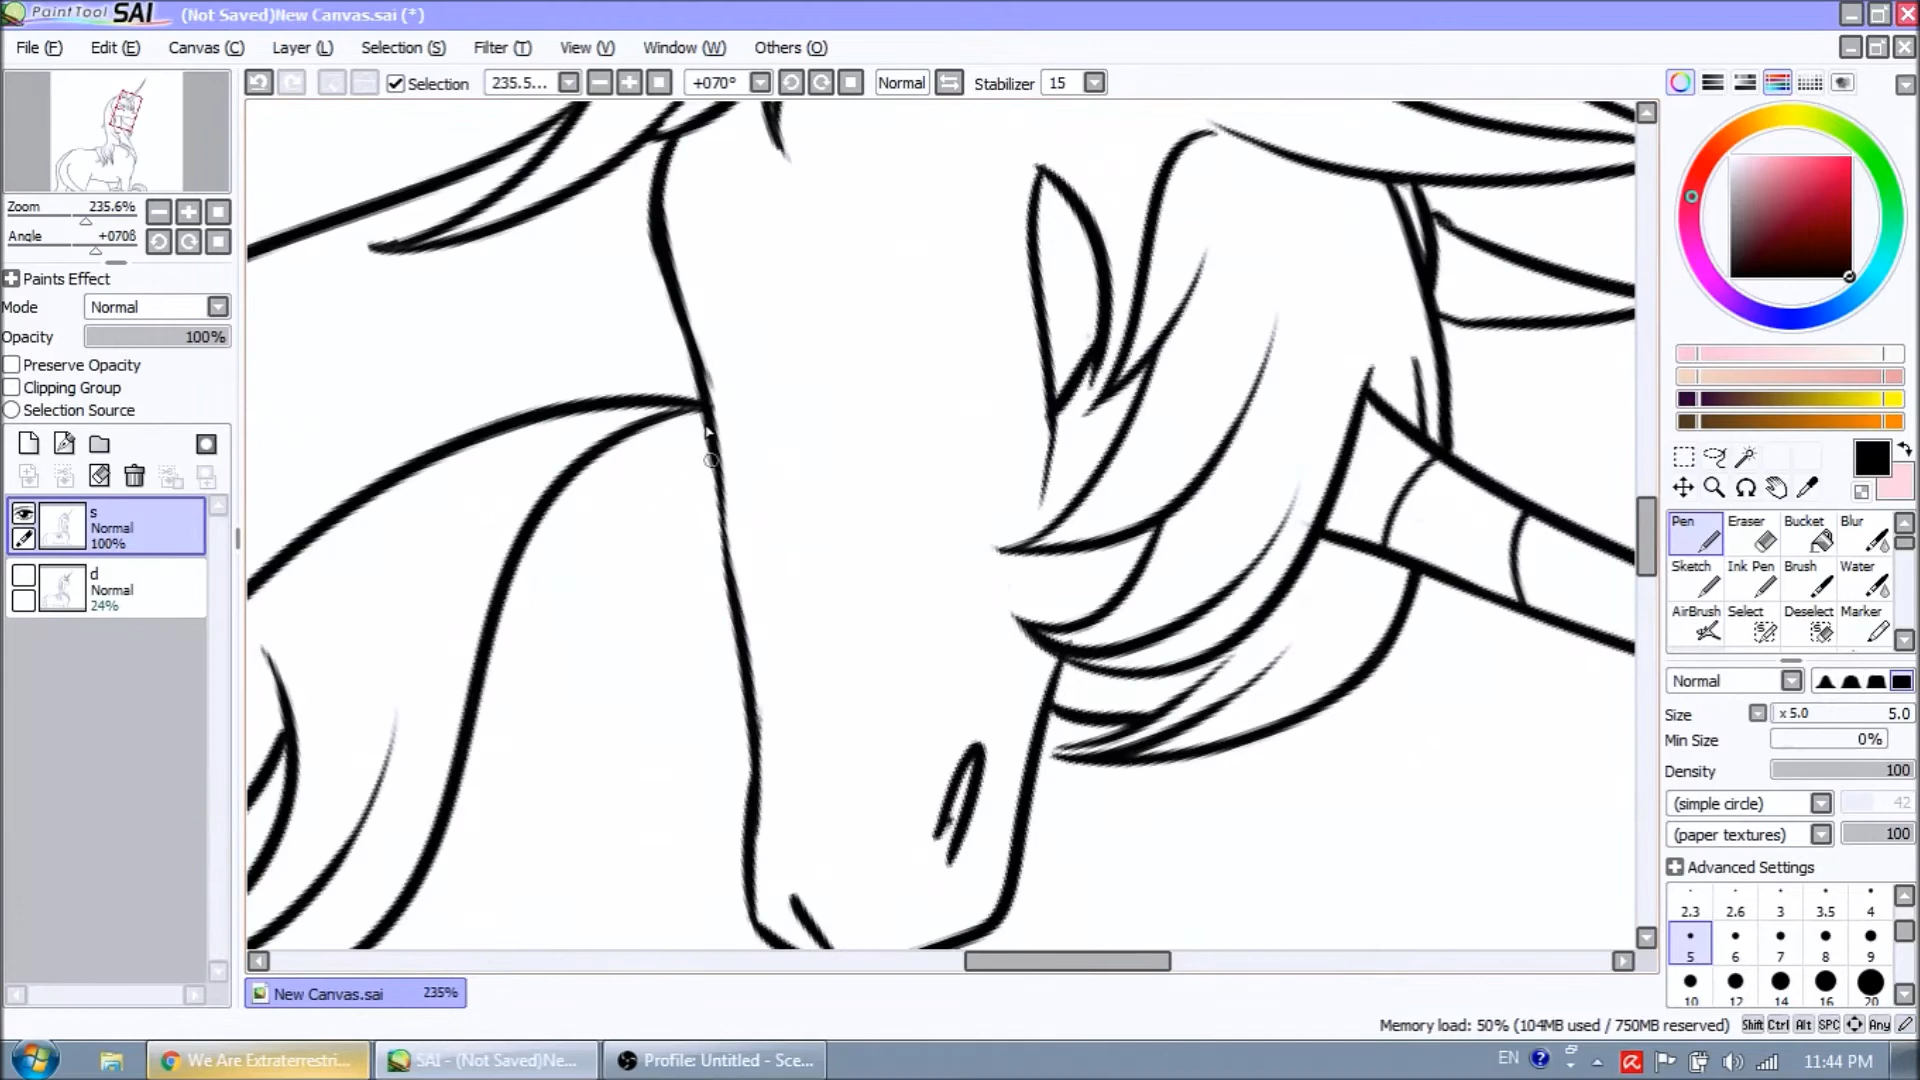 PaintTool SAI (Not Saved)New Canvas.sai (*)
File (F) Edit (E) Canvas (C) Layer (L) Selection (S) Filter (T) View (V) Window (W) Others (O)
Selection 235.5... +070° Normal Stabilizer 15
Zoom 235.6%
Angle +070ß
Paints Effect
Mode Normal
Opacity 100%
Preserve Opacity
Clipping Group
Selection Source
s
Normal
100%
d
Normal
24%
Pen Eraser Bucket Blur
Sketch Ink Pen Brush Water
AirBrush Select Deselect Marker
Normal
Size x 5.0 5.0
Min Size 0%
Density 100
(simple circle) 42
(paper textures) 100
Advanced Settings
2.3 2.6 3 3.5 4
5 6 7 8 9
10 12 14 16 20
New Canvas.sai 235%
Memory load: 50% (104MB used / 750MB reserved) Shift Ctrl Alt SPC Any
We Are Extraterrestri... SAI - (Not Saved)Ne... Profile: Untitled - Sce... EN 11:44 PM